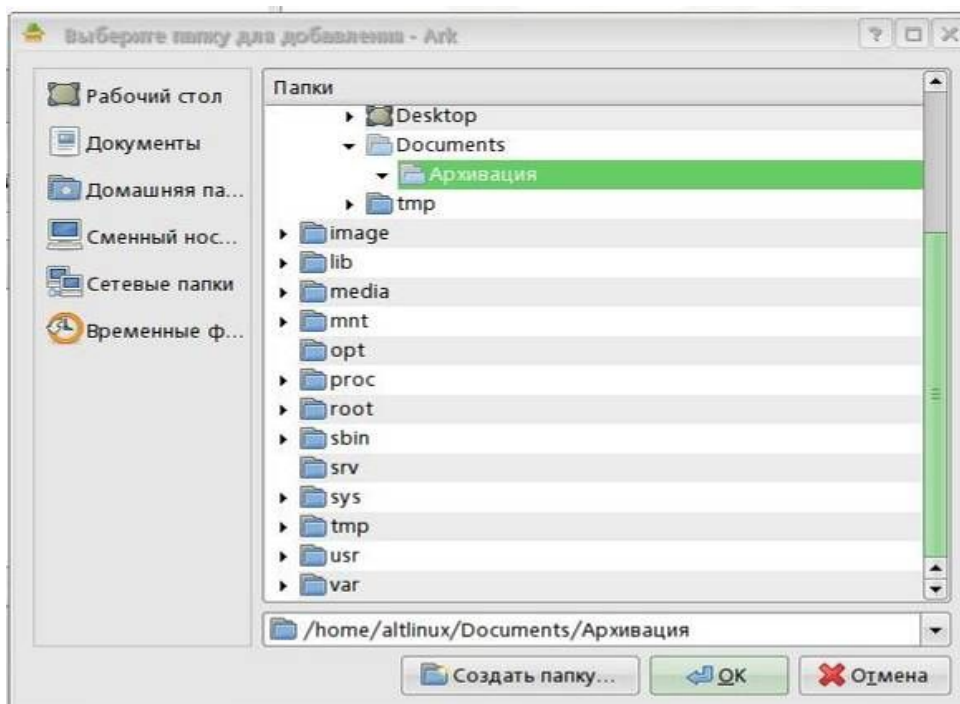 Выберите папку для добавления - Ark
Рабочий стол
Документы
Домашняя па...
Сменный нос...
Сетевые папки
Временные ф...
Папки
Desktop
Documents
Архивация
tmp
image
lib
media
mnt
opt
proc
root
sbin
srv
sys
tmp
usr
var
/home/altlinux/Documents/Архивация
Создать папку...
OK
Отмена